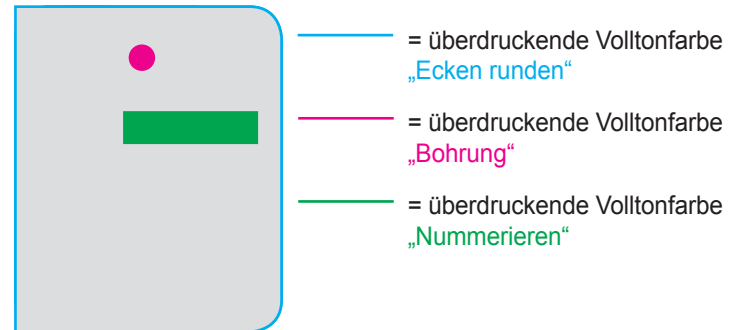 = überdruckende Volltonfarbe
„Ecken runden“
= überdruckende Volltonfarbe
„Bohrung“
= überdruckende Volltonfarbe
„Nummerieren“